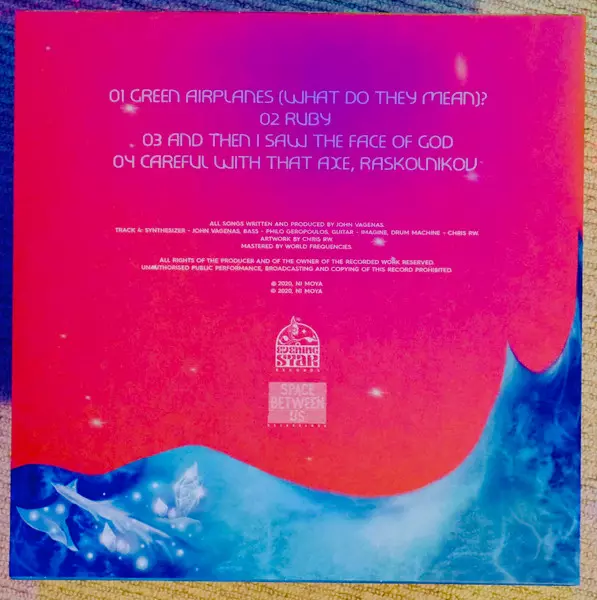 01 GREEN AIRPLANES (WHAT DO THEY MEAN)?
02 RUBY
03 AND THEN I SAW THE FACE OF GOD
04 CAREFUL WITH THAT AXE, RASKOLNIKOV
ALL SONGS WRITTEN AND PRODUCED BY JOHN VAGENAS.
TRACK 4: SYNTHESIZER - JOHN VAGENAS, BASS - PHILO GEROPOULOS, GUITAR - IMAGINE, DRUM MACHINE - CHRIS RW.
ARTWORK BY CHRIS RW.
MASTERED BY WORLD FREQUENCIES.
ALL RIGHTS OF THE PRODUCER AND OF THE OWNER OF THE RECORDED WORK RESERVED.
UNAUTHORISED PUBLIC PERFORMANCE, BROADCASTING AND COPYING OF THIS RECORD PROHIBITED.
℗ 2020, NI MOYA
© 2020, NI MOYA
EVENING
STAR
RECORDS
SPACE
BETWEEN
US
RECORDINGS